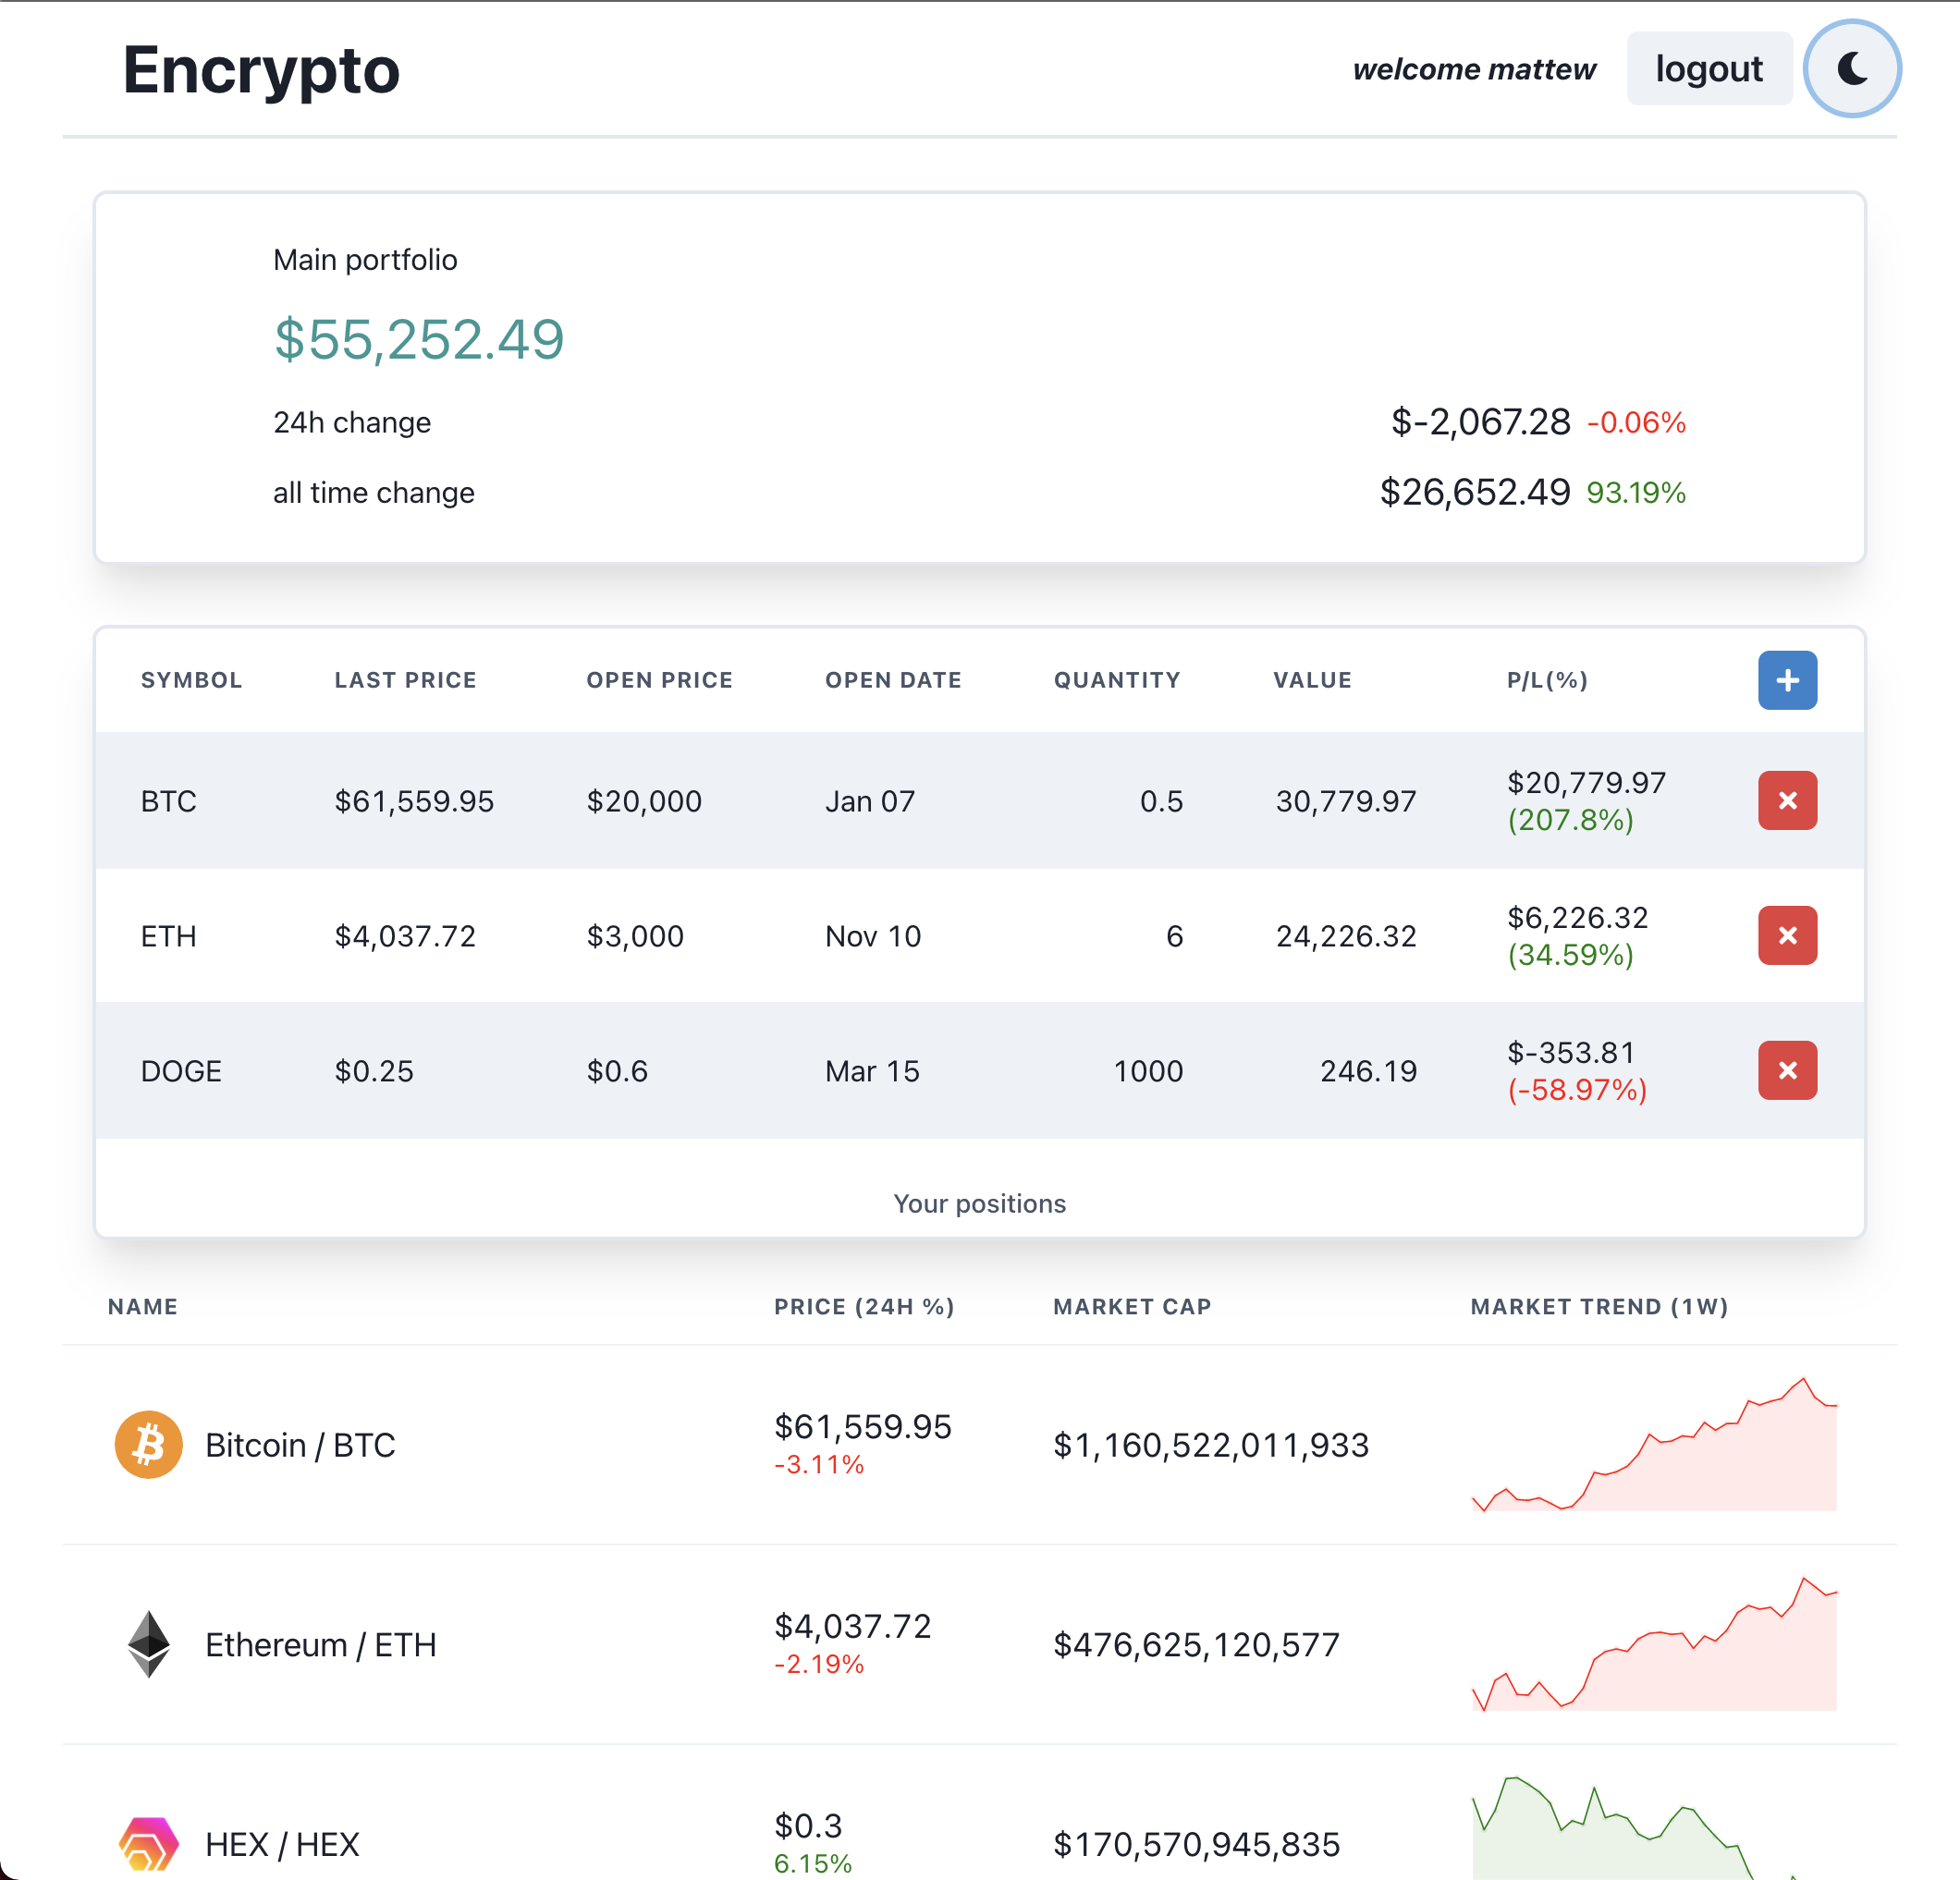 Encrypto
welcome mattew
logout
Main portfolio
$55,252.49
24h change $-2,067.28 -0.06%
all time change $26,652.49 93.19%
SYMBOL LAST PRICE OPEN PRICE OPEN DATE QUANTITY VALUE P/L(%)
BTC $61,559.95 $20,000 Jan 07 0.5 30,779.97 $20,779.97
(207.8%)
ETH $4,037.72 $3,000 Nov 10 6 24,226.32 $6,226.32
(34.59%)
DOGE $0.25 $0.6 Mar 15 1000 246.19 $-353.81
(-58.97%)
Your positions
NAME PRICE (24H %) MARKET CAP MARKET TREND (1W)
Bitcoin / BTC $61,559.95 $1,160,522,011,933
-3.11%
Ethereum / ETH $4,037.72 $476,625,120,577
-2.19%
HEX / HEX $0.3 $170,570,945,835
6.15%